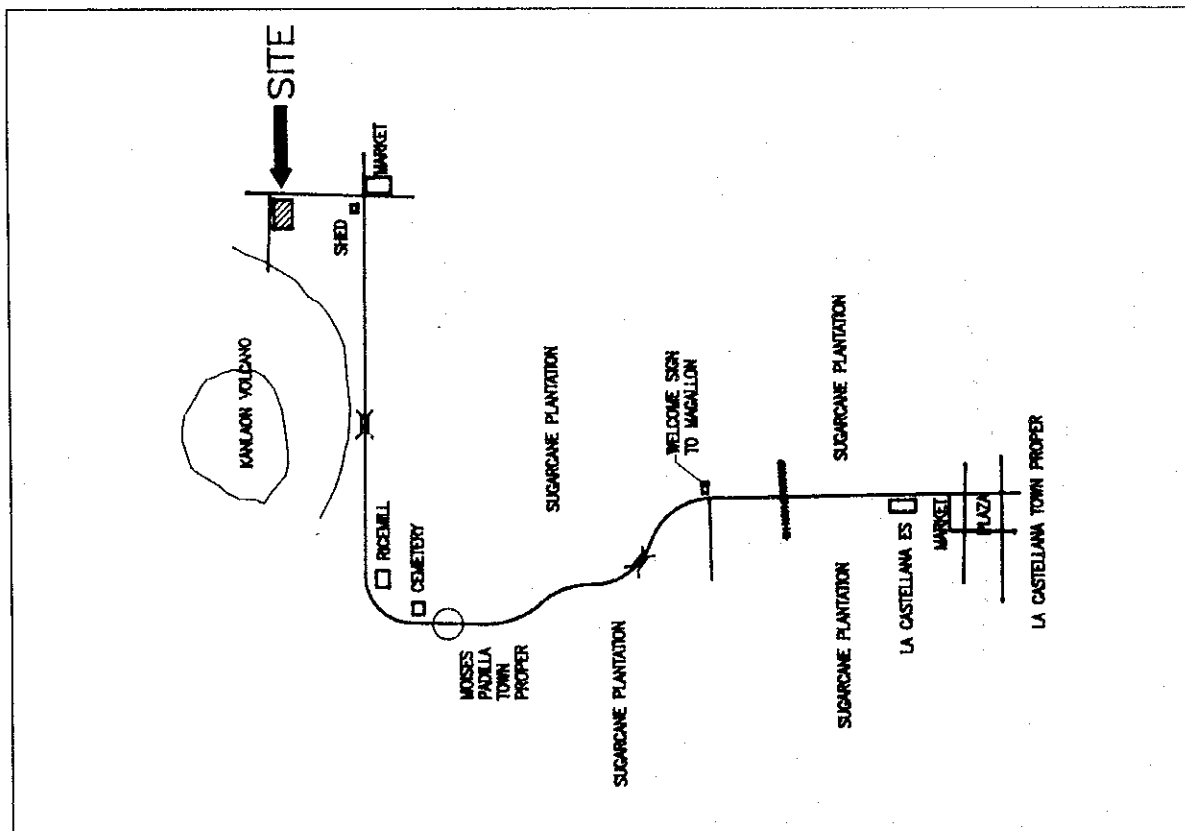 SITE
MARKET
SHED
KANLAON VOLCANO
RICEMILL
CEMETERY
MOISES
PADILLA
TOWN
PROPER
SUGARCANE PLANTATION
SUGARCANE PLANTATION
WELCOME SIGN
TO MAGALLON
SUGARCANE PLANTATION
SUGARCANE PLANTATION
LA CASTELLANA ES
MARKET
PLAZA
LA CASTELLANA TOWN PROPER